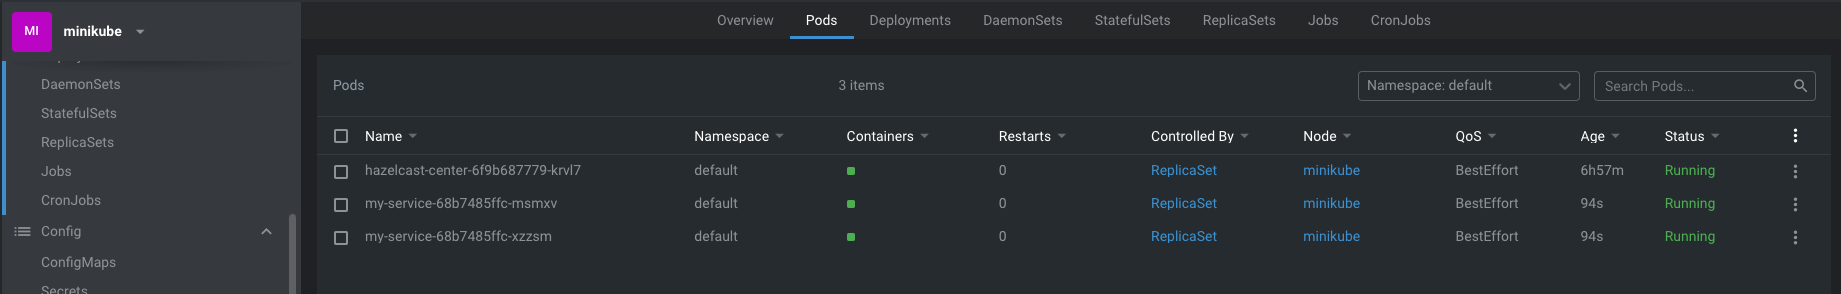 MI minikube
Overview Pods Deployments DaemonSets StatefulSets ReplicaSets Jobs CronJobs
DaemonSets
StatefulSets
ReplicaSets
Jobs
CronJobs
Config
ConfigMaps
Secrets
Pods 3 items Namespace: default Search Pods...
Name Namespace Containers Restarts Controlled By Node QoS Age Status
hazelcast-center-6f9b687779-krvl7 default 0 ReplicaSet minikube BestEffort 6h57m Running
my-service-68b7485ffc-msmxv default 0 ReplicaSet minikube BestEffort 94s Running
my-service-68b7485ffc-xzzsm default 0 ReplicaSet minikube BestEffort 94s Running